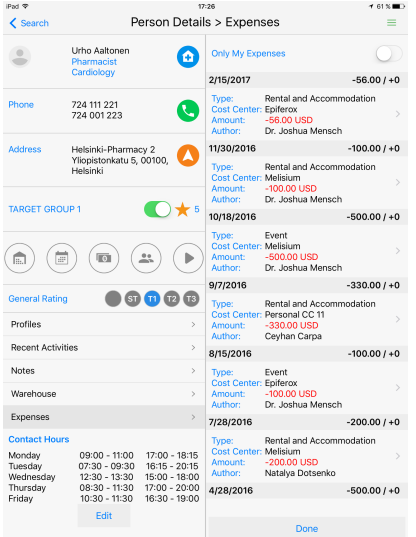 iPad
17:26
61 %
Search
Person Details > Expenses
Urho Aaltonen
Pharmacist
Cardiology
Phone
724 111 221
724 001 223
Address
Helsinki-Pharmacy 2
Yliopistonkatu 5, 00100,
Helsinki
TARGET GROUP 1
5
General Rating
ST T1 T2 T3
Profiles
Recent Activities
Notes
Warehouse
Expenses
Contact Hours
Monday 09:00 - 11:00 17:00 - 18:15
Tuesday 07:30 - 09:30 16:15 - 20:15
Wednesday 12:30 - 13:30 15:00 - 18:00
Thursday 08:30 - 11:30 17:00 - 20:00
Friday 10:30 - 11:30 16:30 - 19:00
Edit
Only My Expenses
2/15/2017 -56.00 / +0
Type: Rental and Accommodation
Cost Center: Epiferox
Amount: -56.00 USD
Author: Dr. Joshua Mensch
11/30/2016 -100.00 / +0
Type: Rental and Accommodation
Cost Center: Melisium
Amount: -100.00 USD
Author: Dr. Joshua Mensch
10/18/2016 -500.00 / +0
Type: Event
Cost Center: Melisium
Amount: -500.00 USD
Author: Dr. Joshua Mensch
9/7/2016 -330.00 / +0
Type: Rental and Accommodation
Cost Center: Personal CC 11
Amount: -330.00 USD
Author: Ceyhan Carpa
8/15/2016 -100.00 / +0
Type: Event
Cost Center: Epiferox
Amount: -100.00 USD
Author: Dr. Joshua Mensch
7/28/2016 -200.00 / +0
Type: Rental and Accommodation
Cost Center: Melisium
Amount: -200.00 USD
Author: Natalya Dotsenko
4/28/2016 -500.00 / +0
Done